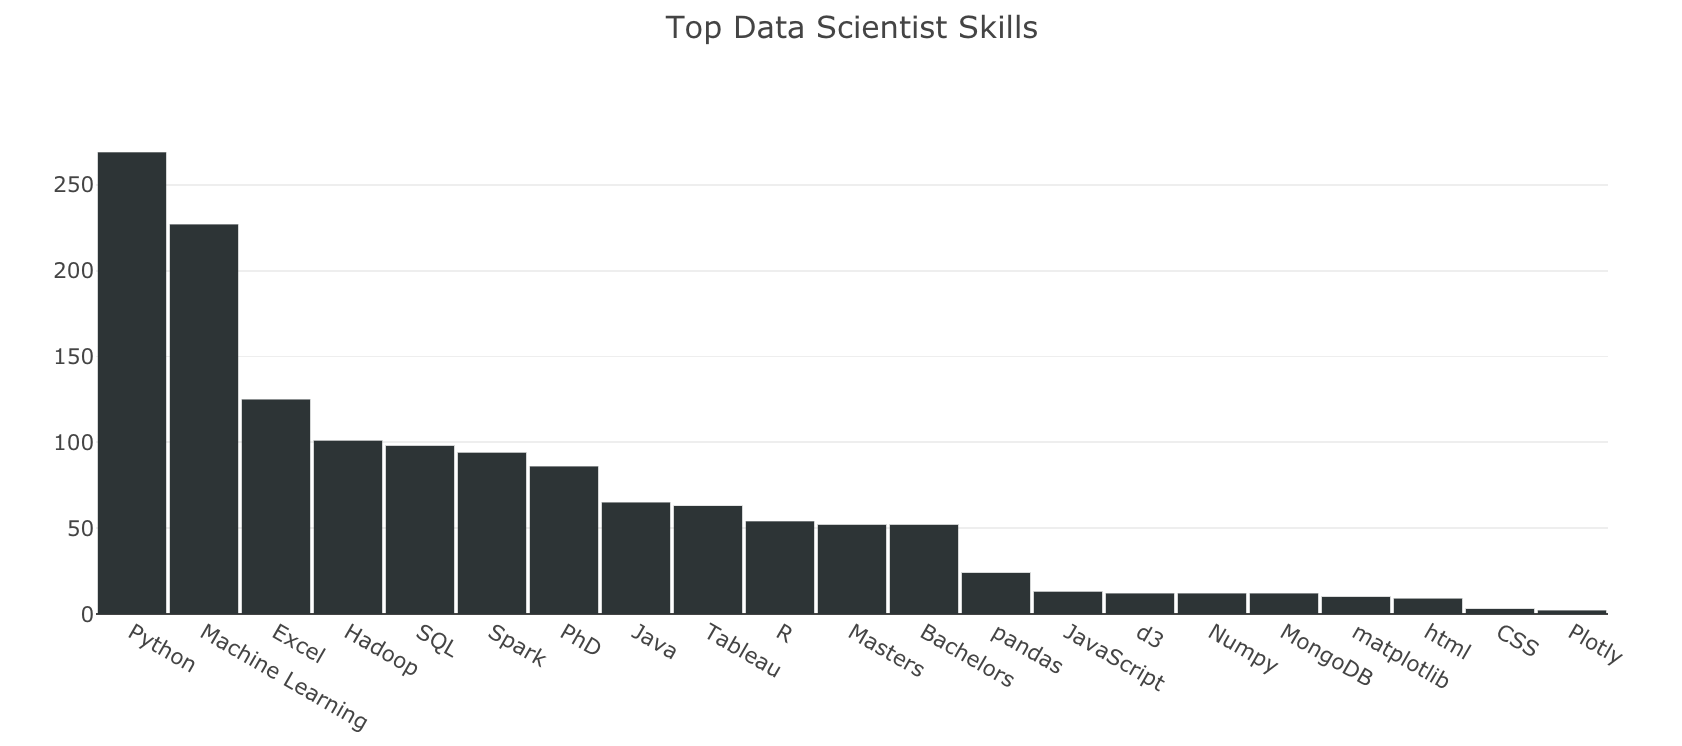 Top Data Scientist Skills
250
200
150
100
50
0
Python
Machine Learning
Excel
Hadoop
SQL
Spark
PhD
Java
Tableau
R
Masters
Bachelors
pandas
JavaScript
d3
Numpy
MongoDB
matplotlib
html
CSS
Plotly